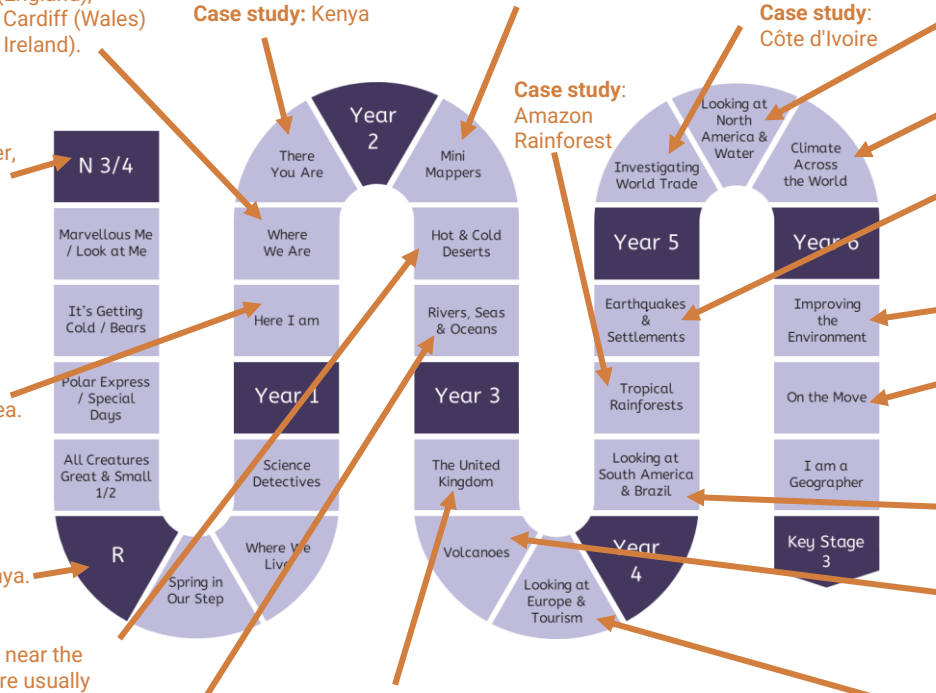 (England),
Cardiff (Wales)
Ireland).
Case study: Kenya
Case study:
Côte d'Ivoire
Case study:
Amazon
Rainforest
N 3/4
Marvellous Me
/ Look at Me
It's Getting
Cold / Bears
Polar Express
/ Special
Days
All Creatures
Great & Small
1/2
R
Spring in
Our Step
Where We
Live
Science
Detectives
Year 1
Here I am
Where
We Are
There
You Are
Year
2
Mini
Mappers
Hot & Cold
Deserts
Rivers, Seas
& Oceans
Year 3
The United
Kingdom
Volcanoes
Looking at
Europe &
Tourism
Year
4
Looking at
South America
& Brazil
Tropical
Rainforests
Earthquakes
&
Settlements
Year 5
Investigating
World Trade
Looking at
North
America &
Water
Climate
Across
the World
Year 6
Improving
the
Environment
On the Move
I am a
Geographer
Key Stage
3
near the
re usually